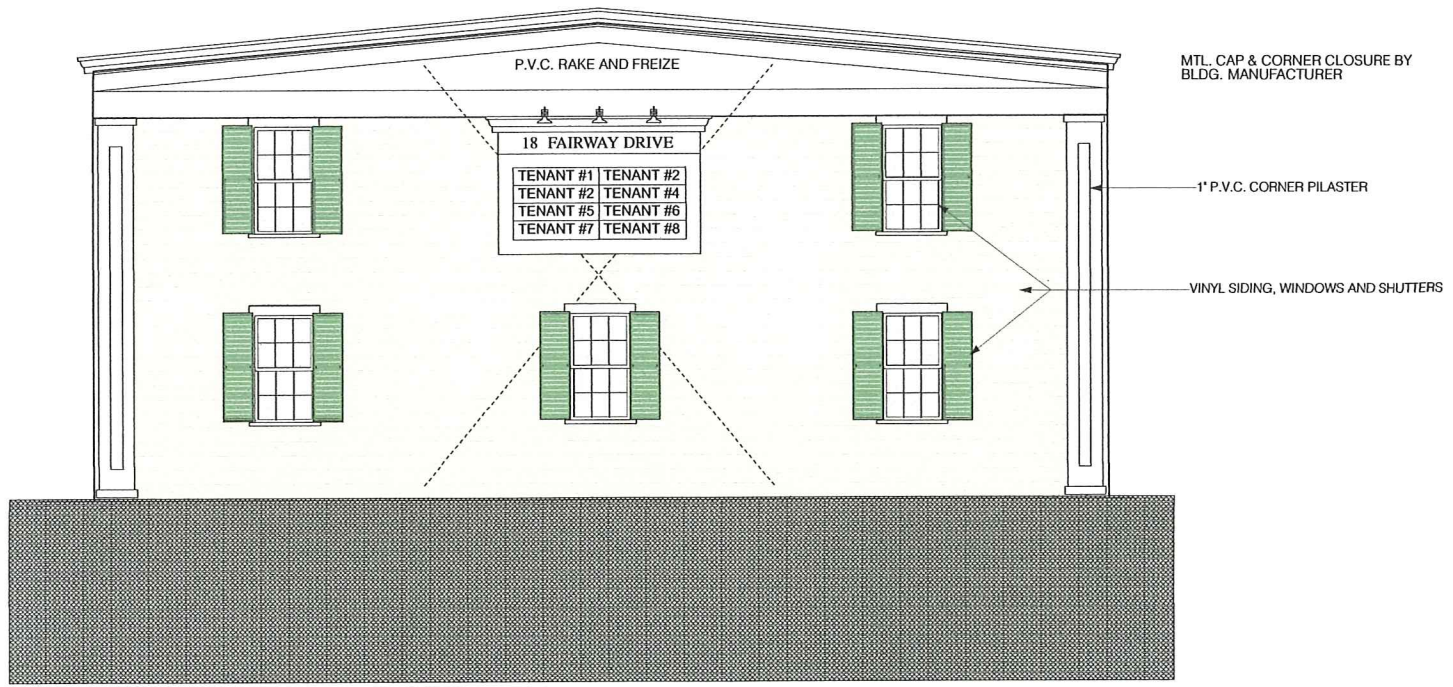 P.V.C. RAKE AND FREIZE
MTL. CAP & CORNER CLOSURE BY
BLDG. MANUFACTURER
18 FAIRWAY DRIVE
TENANT #1 TENANT #2
TENANT #2 TENANT #4
TENANT #5 TENANT #6
TENANT #7 TENANT #8
1" P.V.C. CORNER PILASTER
VINYL SIDING, WINDOWS AND SHUTTERS